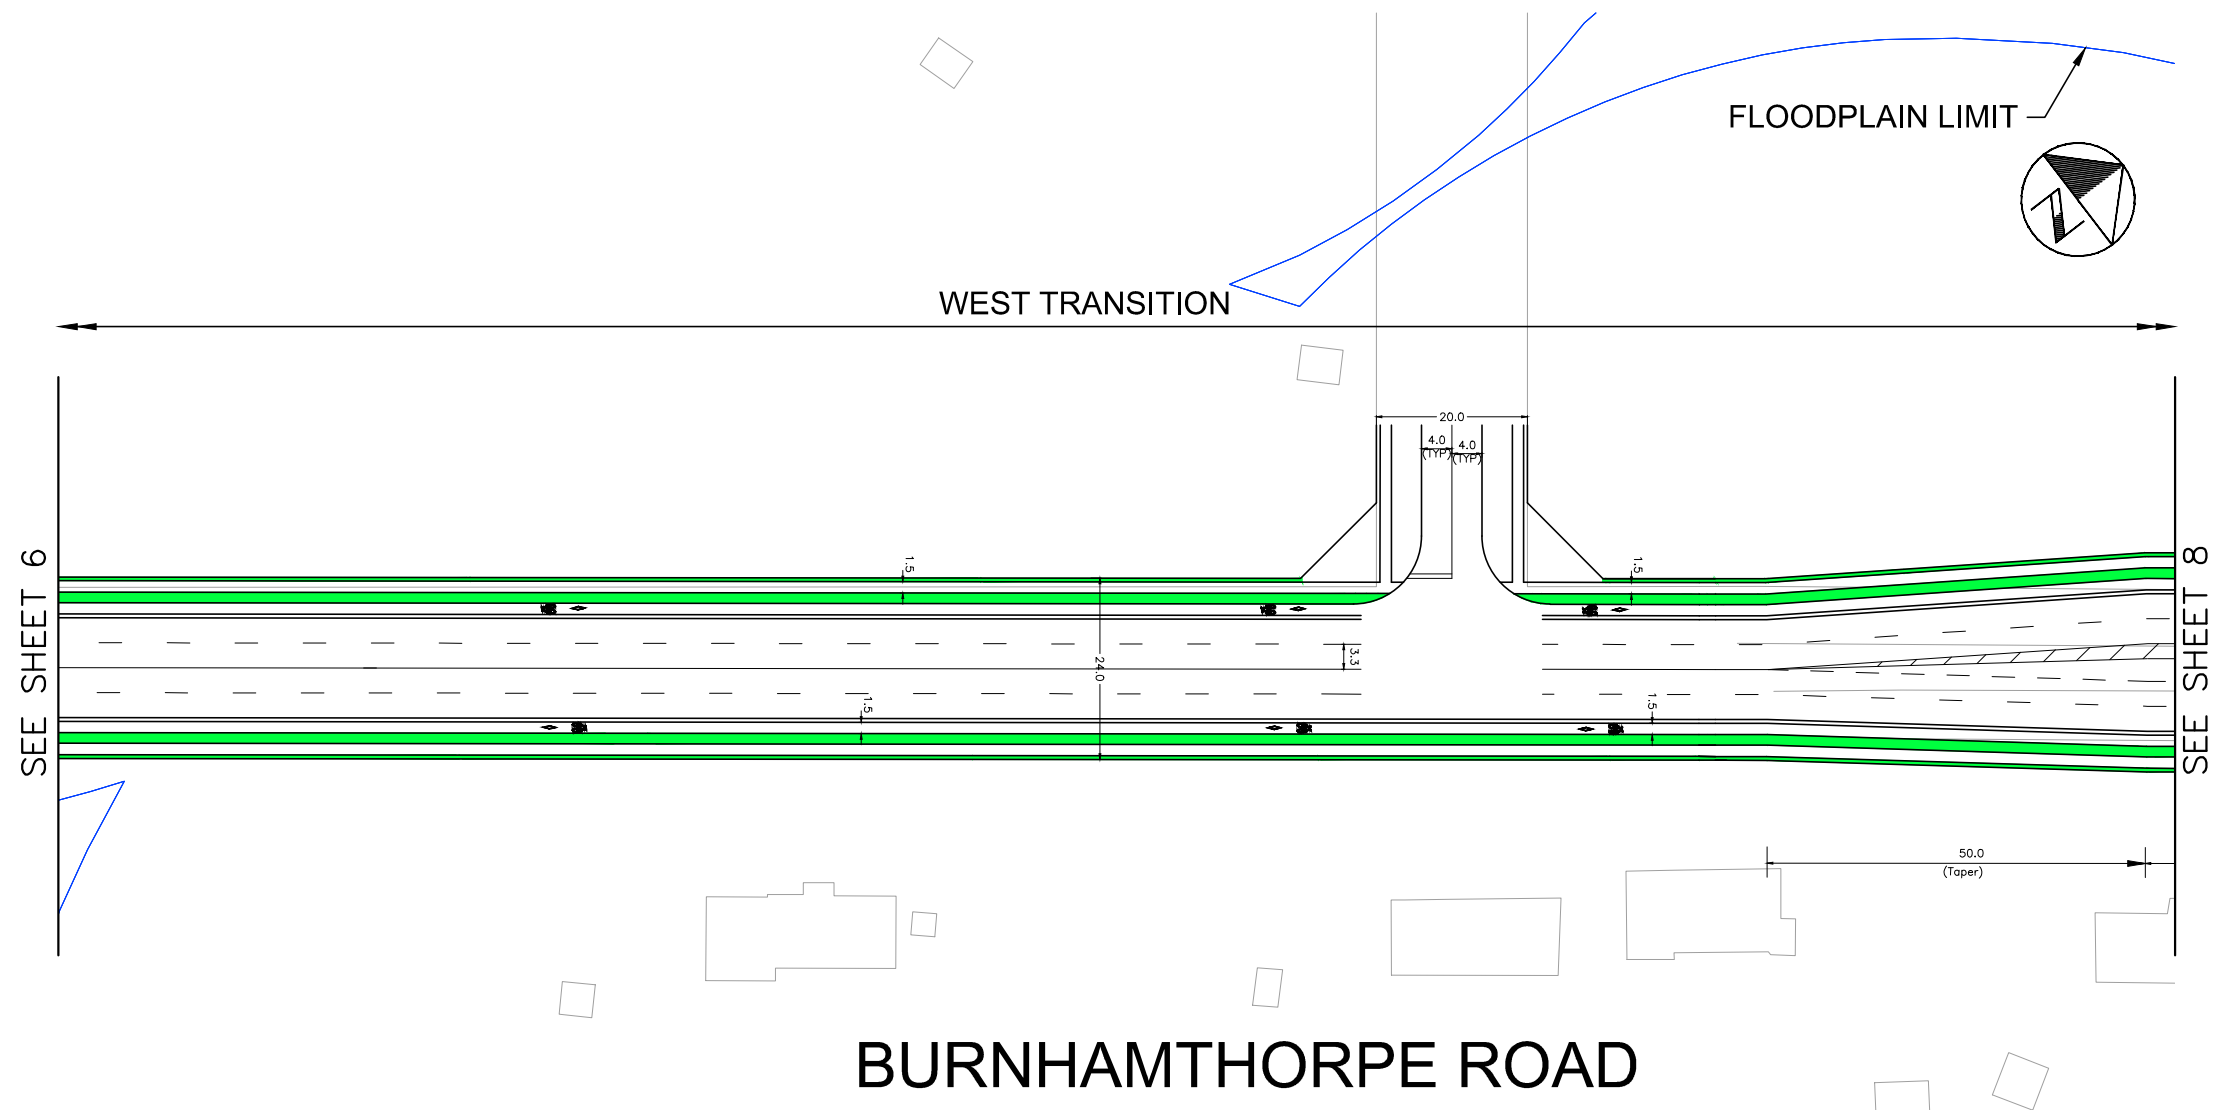 FLOODPLAIN LIMIT
WEST TRANSITION
20.0
4.0
(TYP)
4.0
(TYP)
SEE SHEET 6
1.5
1.5
SEE SHEET 8
3.3
24.0
1.5
1.5
50.0
(Taper)
BURNHAMTHORPE ROAD